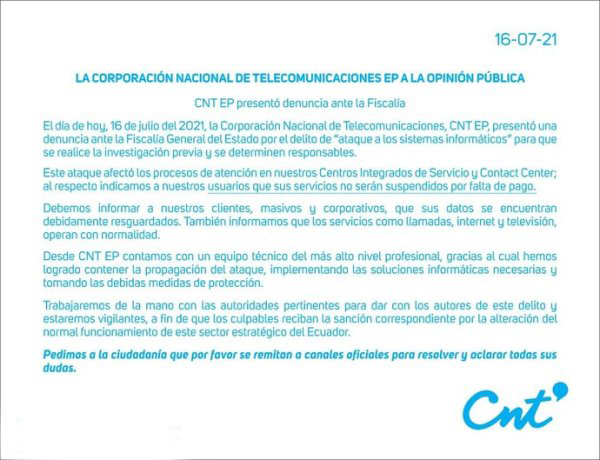 16-07-21
LA CORPORACIÓN NACIONAL DE TELECOMUNICACIONES EP A LA OPINIÓN PÚBLICA
CNT EP presentó denuncia ante la Fiscalía
El día de hoy, 16 de julio del 2021, la Corporación Nacional de Telecomunicaciones, CNT EP, presentó una
denuncia ante la Fiscalía General del Estado por el delito de “ataque a los sistemas informáticos” para que
se realice la investigación previa y se determinen responsables.
Este ataque afectó los procesos de atención en nuestros Centros Integrados de Servicio y Contact Center;
al respecto indicamos a nuestros usuarios que sus servicios no serán suspendidos por falta de pago.
Debemos informar a nuestros clientes, masivos y corporativos, que sus datos se encuentran
debidamente resguardados. También informamos que los servicios como llamadas, internet y televisión,
operan con normalidad.
Desde CNT EP contamos con un equipo técnico del más alto nivel profesional, gracias al cual hemos
logrado contener la propagación del ataque, implementando las soluciones informáticas necesarias y
tomando las debidas medidas de protección.
Trabajaremos de la mano con las autoridades pertinentes para dar con los autores de este delito y
estaremos vigilantes, a fin de que los culpables reciban la sanción correspondiente por la alteración del
normal funcionamiento de este sector estratégico del Ecuador.
Pedimos a la ciudadanía que por favor se remitan a canales oficiales para resolver y aclarar todas sus
dudas.
Cnt